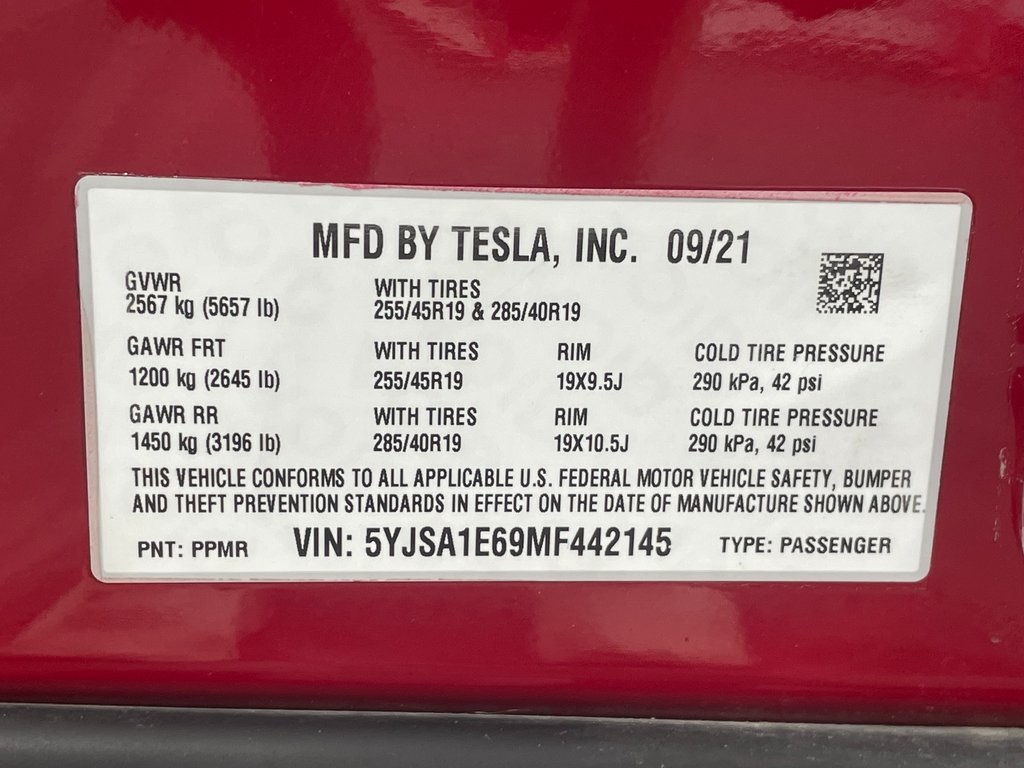 MFD BY TESLA, INC. 09/21
GVWR
2567 kg (5657 lb)
WITH TIRES
255/45R19 & 285/40R19
GAWR FRT WITH TIRES RIM COLD TIRE PRESSURE
1200 kg (2645 lb) 255/45R19 19X9.5J 290 kPa, 42 psi
GAWR RR WITH TIRES RIM COLD TIRE PRESSURE
1450 kg (3196 lb) 285/40R19 19X10.5J 290 kPa, 42 psi
THIS VEHICLE CONFORMS TO ALL APPLICABLE U.S. FEDERAL MOTOR VEHICLE SAFETY, BUMPER
AND THEFT PREVENTION STANDARDS IN EFFECT ON THE DATE OF MANUFACTURE SHOWN ABOVE.
PNT: PPMR VIN: 5YJSA1E69MF442145 TYPE: PASSENGER